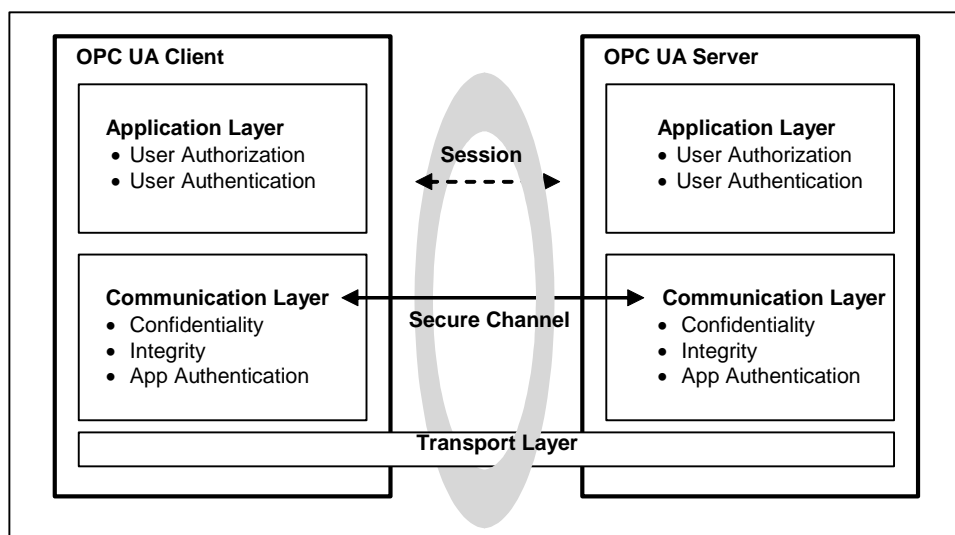 OPC UA Client
Application Layer
• User Authorization
• User Authentication
Communication Layer
• Confidentiality
• Integrity
• App Authentication
Session
Secure Channel
Transport Layer
OPC UA Server
Application Layer
• User Authorization
• User Authentication
Communication Layer
• Confidentiality
• Integrity
• App Authentication